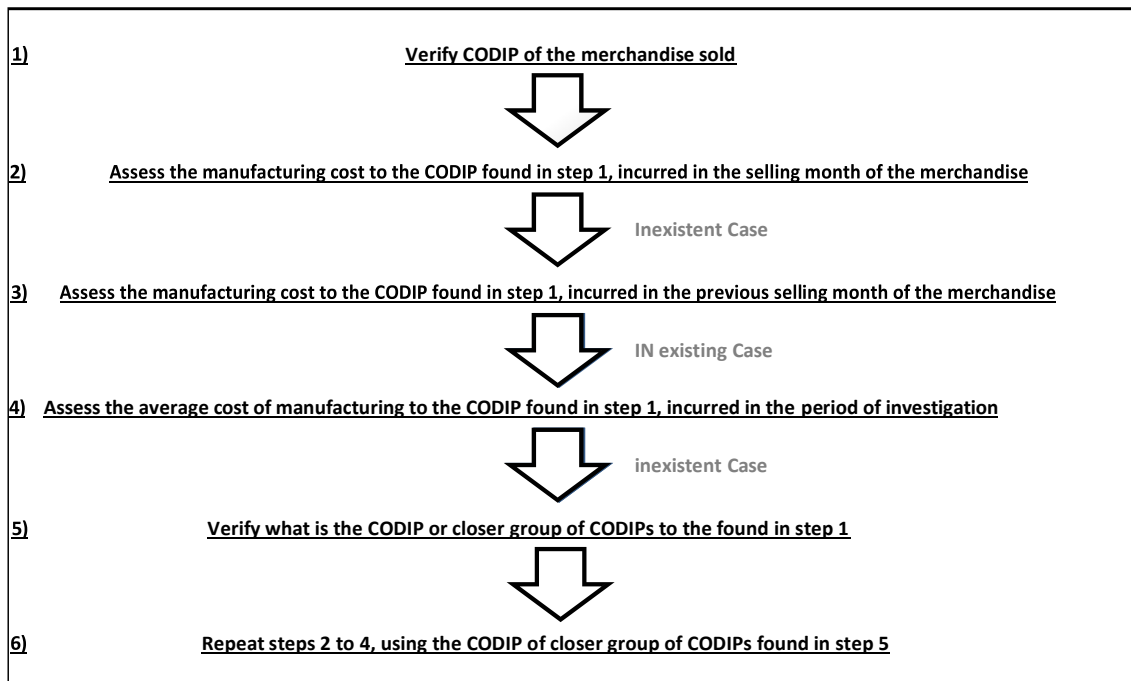 1) Verify CODIP of the merchandise sold
2) Assess the manufacturing cost to the CODIP found in step 1, incurred in the selling month of the merchandise
Inexistent Case
3) Assess the manufacturing cost to the CODIP found in step 1, incurred in the previous selling month of the merchandise
IN existing Case
4) Assess the average cost of manufacturing to the CODIP found in step 1, incurred in the period of investigation
inexistent Case
5) Verify what is the CODIP or closer group of CODIPs to the found in step 1
6) Repeat steps 2 to 4, using the CODIP of closer group of CODIPs found in step 5